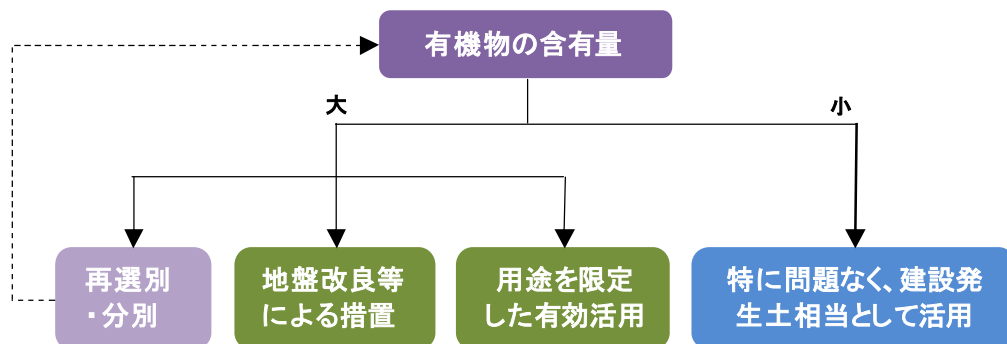 有機物の含有量
大
小
再選別
・分別
地盤改良等
による措置
用途を限定
した有効活用
特に問題なく、建設発
生土相当として活用